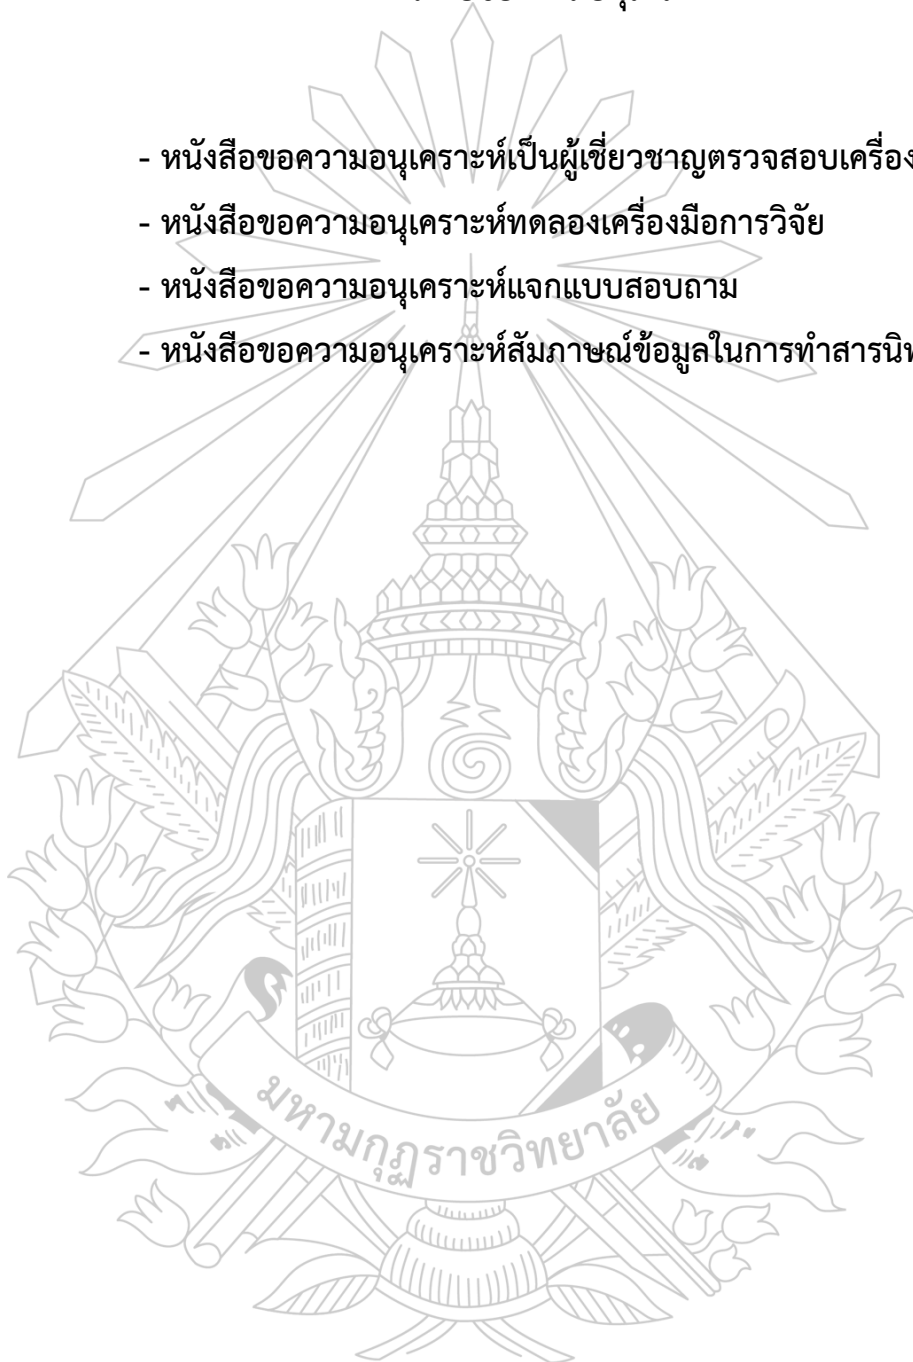 - หนังสือขอความอนุเคราะห์เป็นผู้เชี่ยวชาญตรวจสอบเครื่อง
- หนังสือขอความอนุเคราะห์ทดลองเครื่องมือการวิจัย
- หนังสือขอความอนุเคราะห์แจกแบบสอบถาม
- หนังสือขอความอนุเคราะห์สัมภาษณ์ข้อมูลในการทำสารนิพ
มหามกุฏราชวิทยาลัย